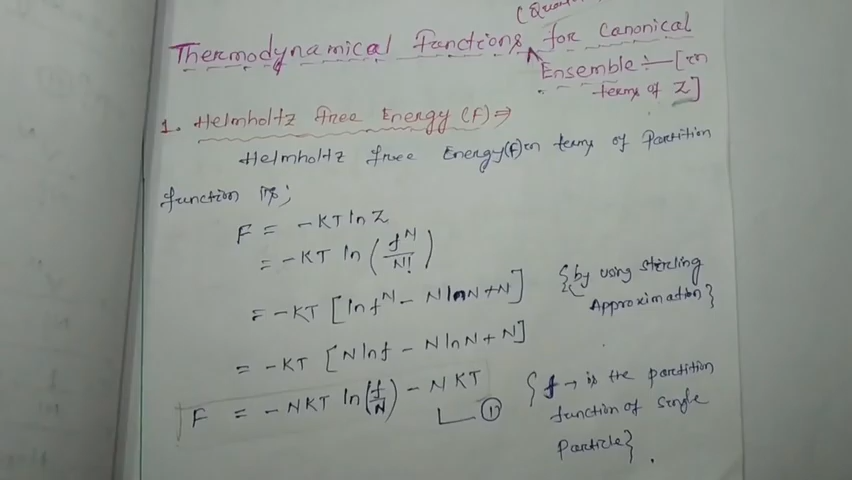 Thermodynamical Functions for Canonical
Ensemble :- [in
terms of Z]
1. Helmholtz free Energy (F) ⇒
Helmholtz free Energy(F) in terms of Partition
function is;
F = -KT ln Z
= -KT ln (f^N / N!)
= -KT [ln f^N - N ln N + N] {by using sterling
Approximation}
= -KT [N ln f - N ln N + N]
F = -NKT ln(f/N) - NKT ① {f → is the partition
function of single
Particle}.